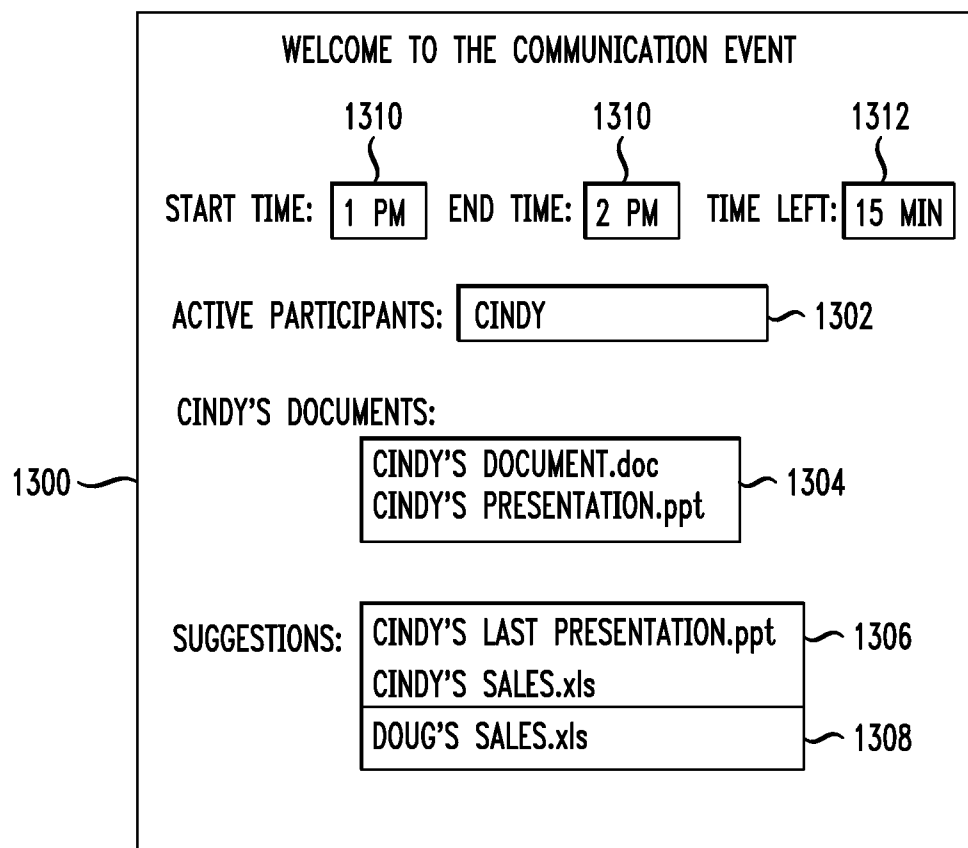 WELCOME TO THE COMMUNICATION EVENT
1310 1310 1312
START TIME: 1 PM END TIME: 2 PM TIME LEFT: 15 MIN
ACTIVE PARTICIPANTS: CINDY 1302
CINDY'S DOCUMENTS:
CINDY'S DOCUMENT.doc
1300 1304
CINDY'S PRESENTATION.ppt
SUGGESTIONS: CINDY'S LAST PRESENTATION.ppt 1306
CINDY'S SALES.xls
DOUG'S SALES.xls 1308